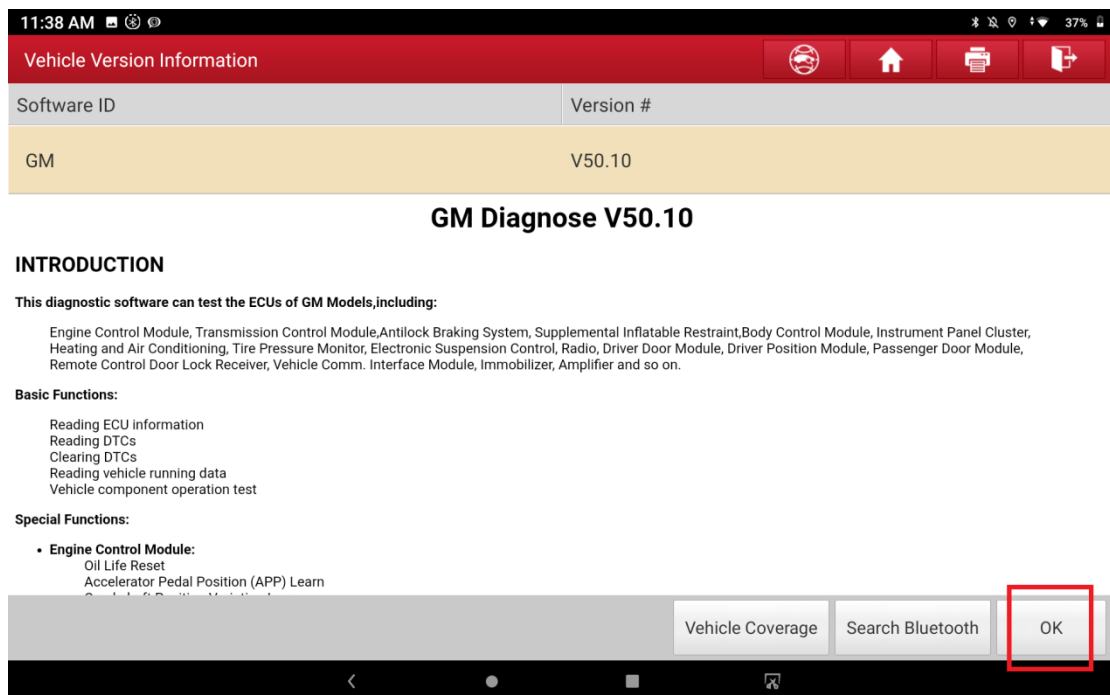 11:38 AM
37%
Vehicle Version Information
Software ID
Version #
GM
V50.10
GM Diagnose V50.10
INTRODUCTION
This diagnostic software can test the ECUs of GM Models,including:
Engine Control Module, Transmission Control Module,Antilock Braking System, Supplemental Inflatable Restraint,Body Control Module, Instrument Panel Cluster,
Heating and Air Conditioning, Tire Pressure Monitor, Electronic Suspension Control, Radio, Driver Door Module, Driver Position Module, Passenger Door Module,
Remote Control Door Lock Receiver, Vehicle Comm. Interface Module, Immobilizer, Amplifier and so on.
Basic Functions:
Reading ECU information
Reading DTCs
Clearing DTCs
Reading vehicle running data
Vehicle component operation test
Special Functions:
• Engine Control Module:
Oil Life Reset
Accelerator Pedal Position (APP) Learn
Vehicle Coverage
Search Bluetooth
OK